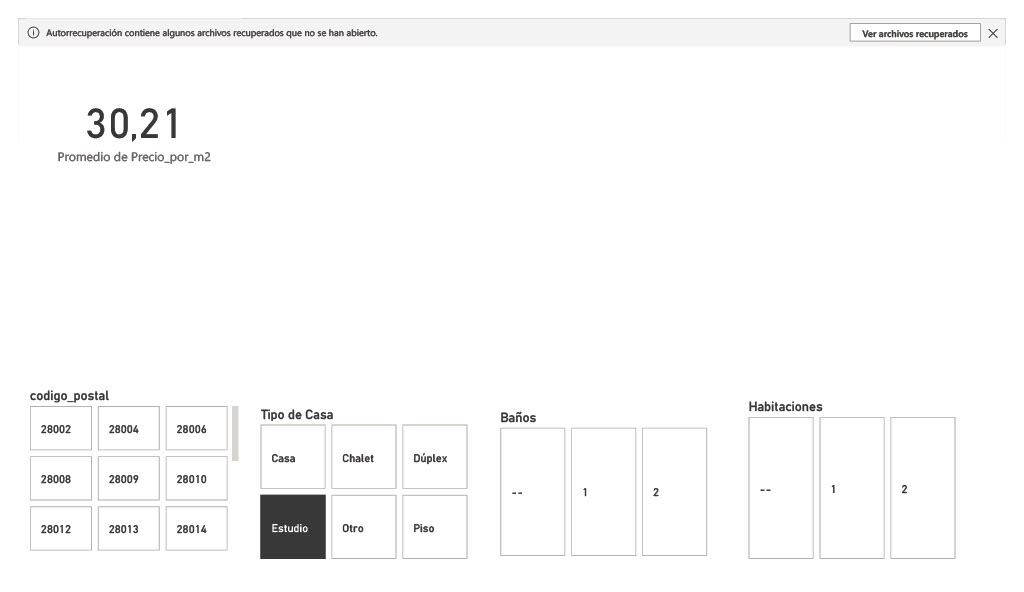 Autorrecuperación contiene algunos archivos recuperados que no se han abierto.
Ver archivos recuperados
30,21
Promedio de Precio_por_m2
codigo_postal
28002 28004 28006
28008 28009 28010
28012 28013 28014
Tipo de Casa
Casa Chalet Dúplex
Estudio Otro Piso
Baños
-- 1 2
Habitaciones
-- 1 2